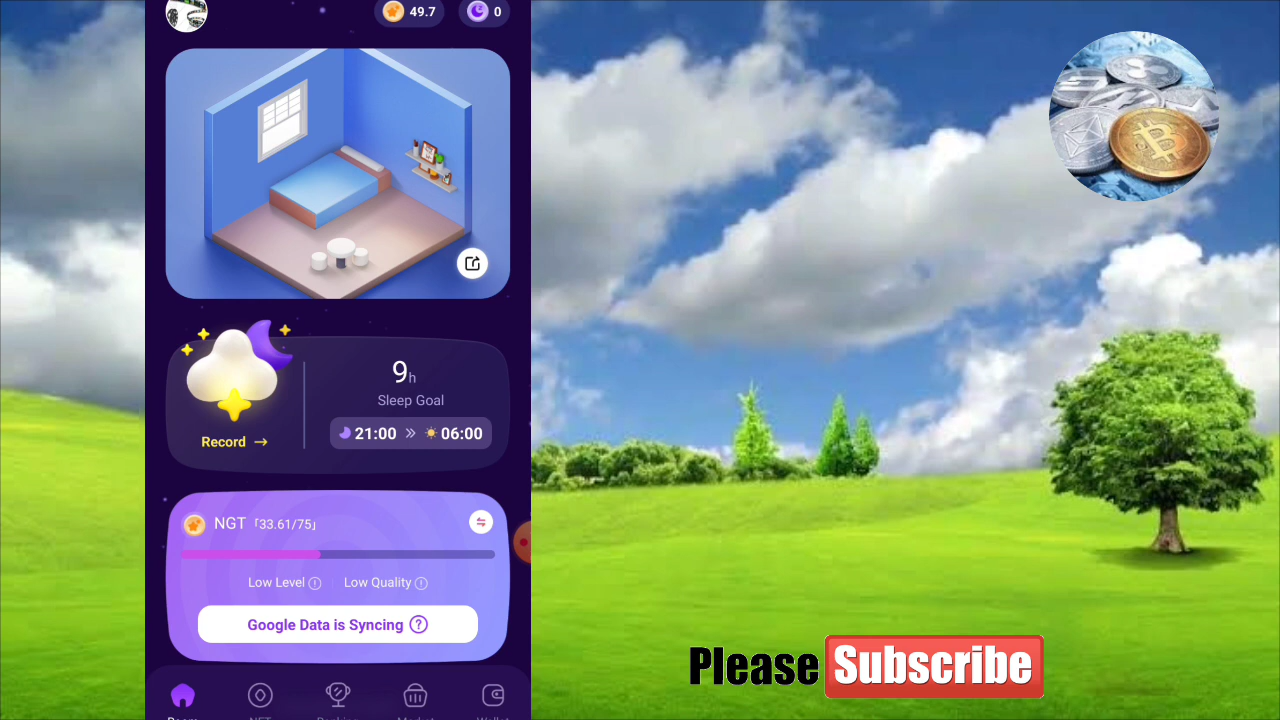 49.7
0
9h
Sleep Goal
21:00 » 06:00
Record →
NGT 「33.61/75」
Low Level
Low Quality
Google Data is Syncing ?
Please Subscribe